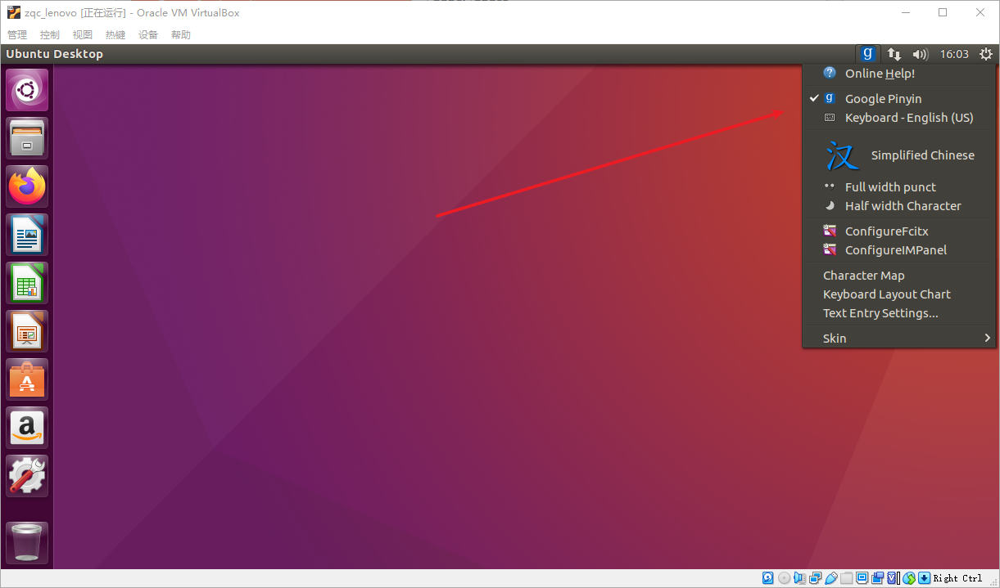 zqc_lenovo [正在运行] - Oracle VM VirtualBox
管理 控制 视图 热键 设备 帮助
Ubuntu Desktop
g
16:03
? Online Help!
g Google Pinyin
Keyboard - English (US)
汉 Simplified Chinese
Full width punct
Half width Character
ConfigureFcitx
ConfigureIMPanel
Character Map
Keyboard Layout Chart
Text Entry Settings...
Skin
A
a
Right Ctrl